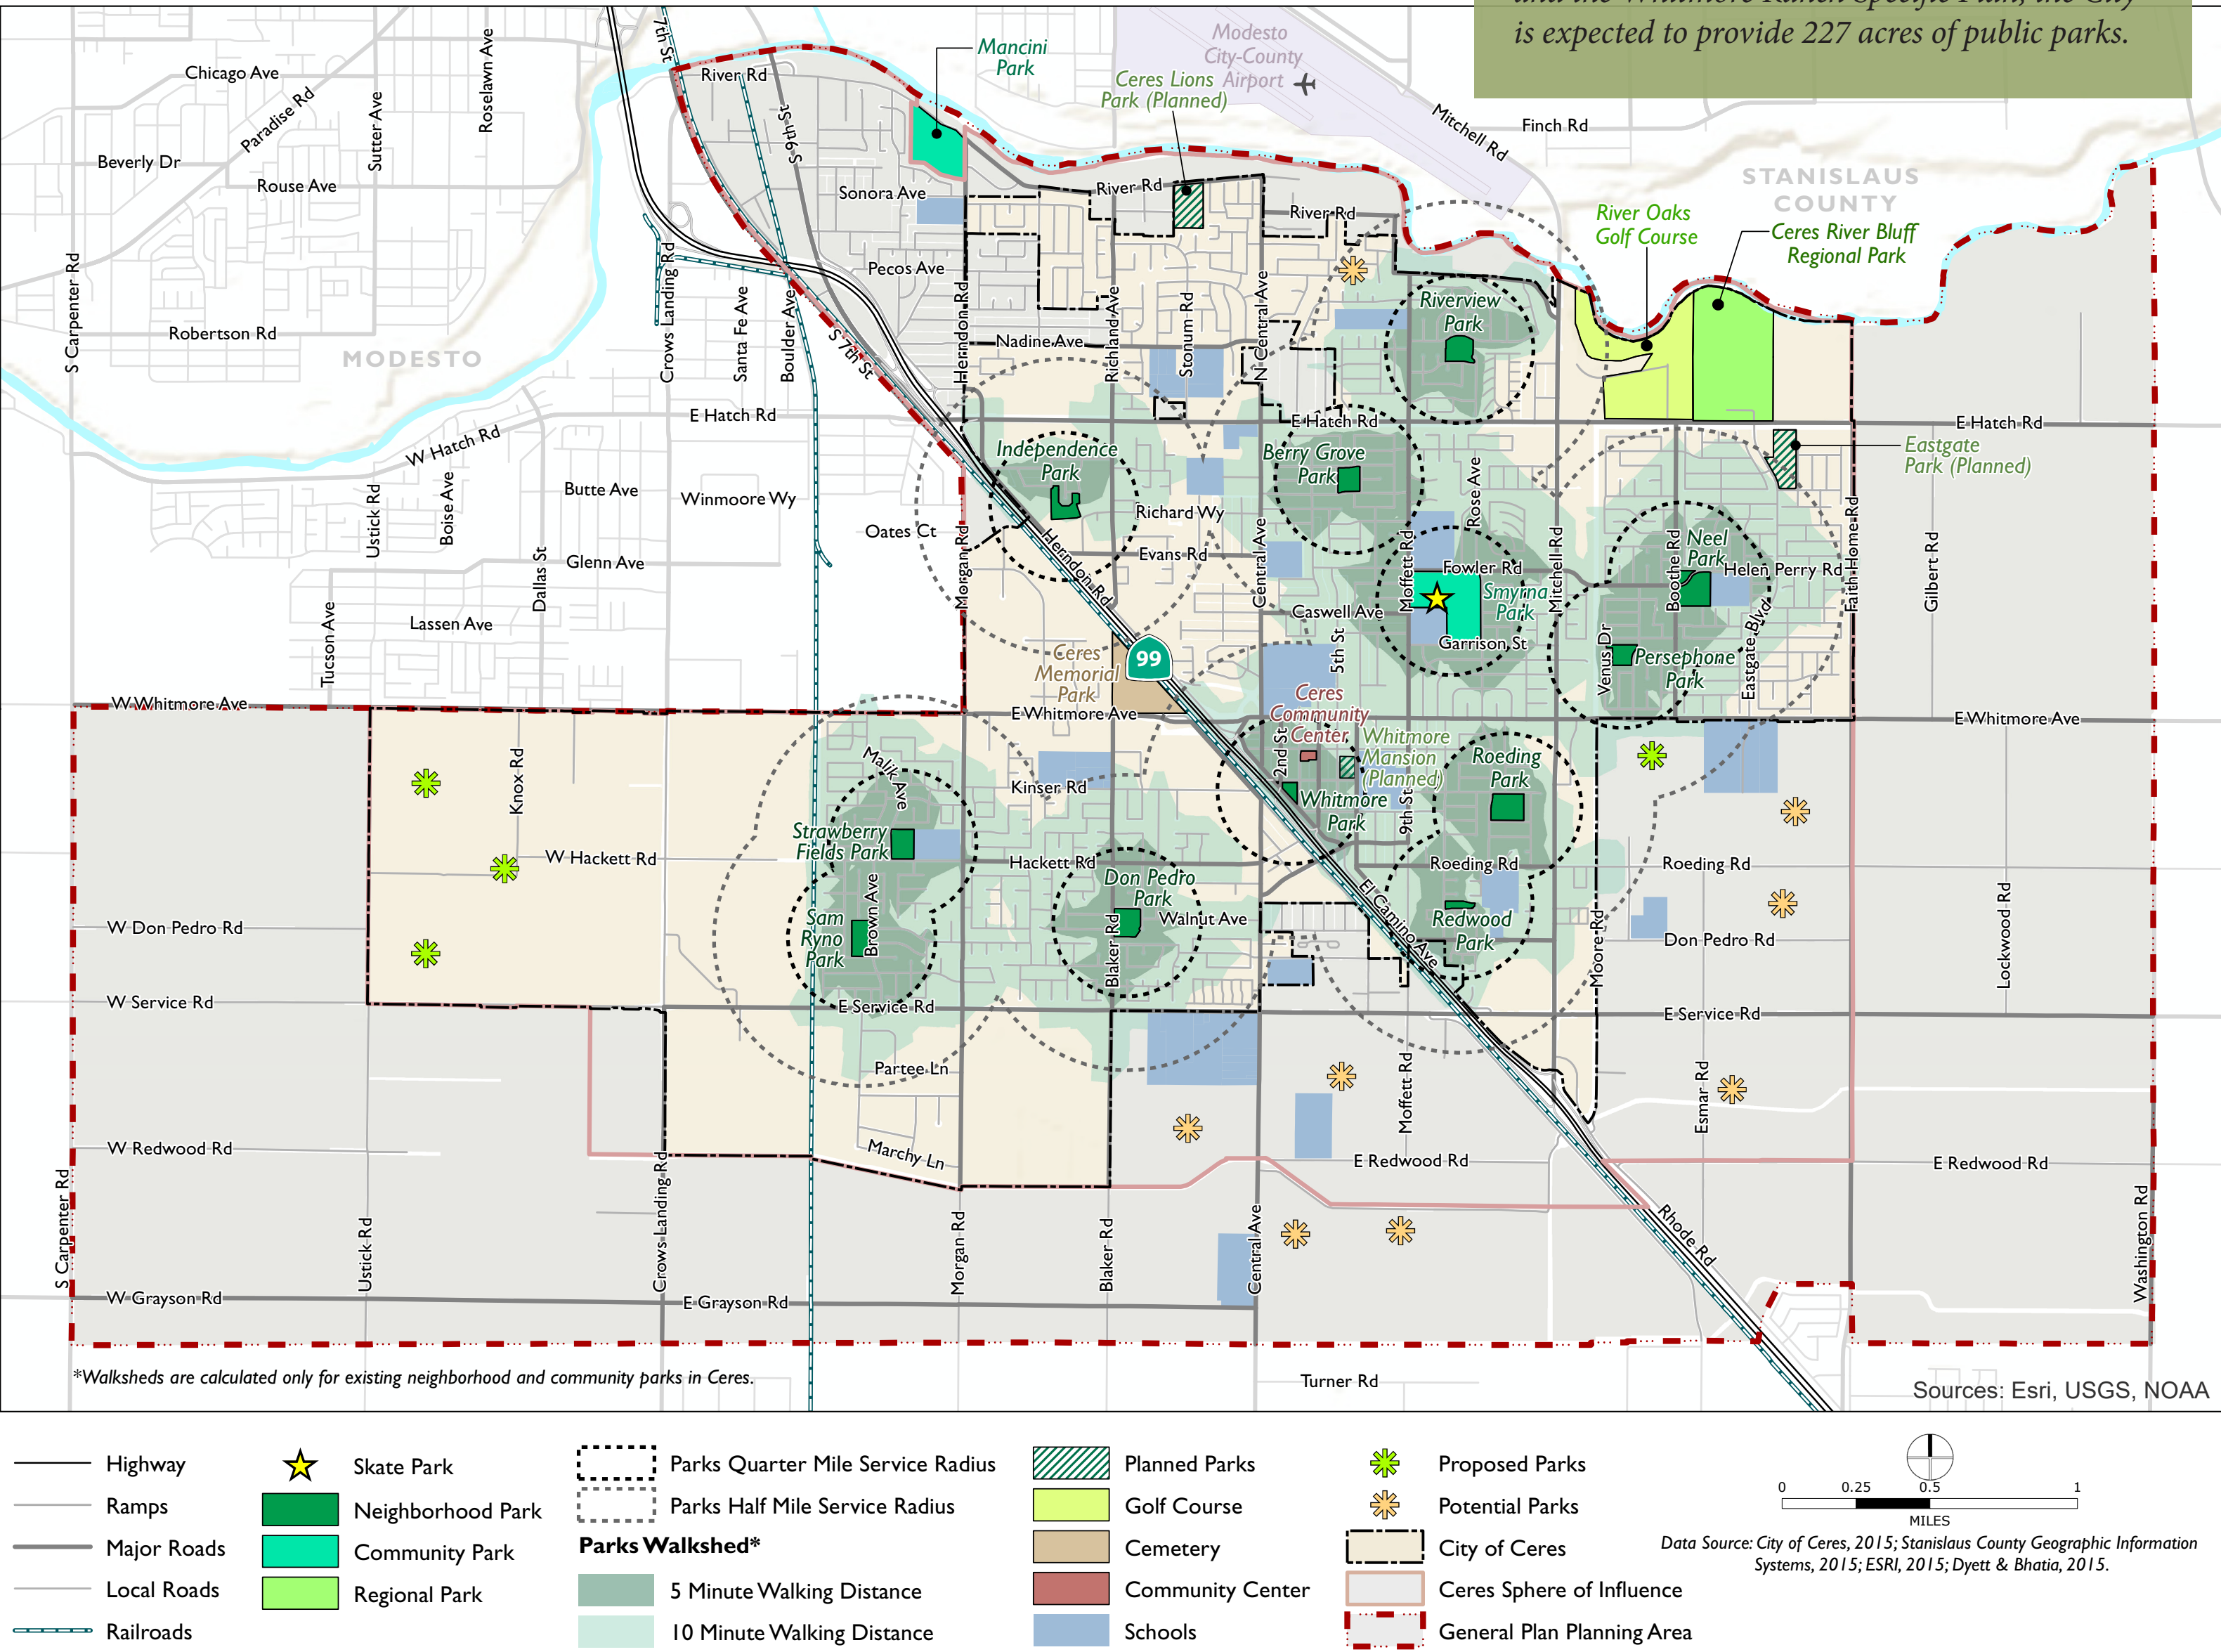 and the Whitmore Ranch Specific Plan, the City
is expected to provide 227 acres of public parks.
Mancini
Park
Modesto
City-County
Airport
Ceres Lions
Park (Planned)
7th St
River Rd
S 9th St
Chicago Ave
Paradise Rd
Sutter Ave
Roselawn Ave
Mitchell Rd
Finch Rd
Beverly Dr
Rouse Ave
Sonora Ave
River Rd
River Rd
STANISLAUS
COUNTY
River Oaks
Golf Course
Ceres River Bluff
Regional Park
S Carpenter Rd
Crows Landing Rd
Pecos Ave
Herndon Rd
Richland Ave
Stonum Rd
N Central Ave
Riverview
Park
Santa Fe Ave
Boulder Ave
Robertson Rd
MODESTO
S 7th St
Nadine Ave
E Hatch Rd
E Hatch Rd
E Hatch Rd
W Hatch Rd
Independence
Park
Berry Grove
Park
Eastgate
Park (Planned)
Ustick Rd
Boise Ave
Butte Ave
Winmoore Wy
Rose Ave
Richard Wy
Oates Ct
Evans Rd
Glenn Ave
Dallas St
Morgan Rd
Herndon Rd
Central Ave
Moffett Rd
Mitchell Rd
Fowler Rd
Smyrna
Park
Neel
Park
Boothe Rd
Helen Perry Rd
Faith Home Rd
Gilbert Rd
Caswell Ave
Garrison St
5th St
Lassen Ave
Tucson Ave
Venus Dr
Persephone
Park
Eastgate Blvd
Ceres
Memorial
Park
99
Ceres
Community
Center
W Whitmore Ave
E Whitmore Ave
E Whitmore Ave
2nd St
Whitmore
Mansion
(Planned)
Roeding
Park
Malik Ave
Knox Rd
Kinser Rd
Whitmore
Park
9th St
Strawberry
Fields Park
W Hackett Rd
Hackett Rd
Roeding Rd
Roeding Rd
Don Pedro
Park
El Camino Ave
Brown Ave
Sam
Ryno
Park
Walnut Ave
Blaker Rd
Redwood
Park
W Don Pedro Rd
Don Pedro Rd
Moore Rd
Lockwood Rd
W Service Rd
E Service Rd
E Service Rd
Partee Ln
Moffett Rd
Esmar Rd
W Redwood Rd
Marchy Ln
E Redwood Rd
E Redwood Rd
S Carpenter Rd
Ustick Rd
Crows Landing Rd
Morgan Rd
Blaker Rd
Central Ave
Rhode Rd
Washington Rd
W Grayson Rd
E Grayson Rd
*Walksheds are calculated only for existing neighborhood and community parks in Ceres.
Turner Rd
Sources: Esri, USGS, NOAA
Highway
Ramps
Major Roads
Local Roads
Railroads
Skate Park
Neighborhood Park
Community Park
Regional Park
Parks Quarter Mile Service Radius
Parks Half Mile Service Radius
Parks Walkshed*
5 Minute Walking Distance
10 Minute Walking Distance
Planned Parks
Golf Course
Cemetery
Community Center
Schools
Proposed Parks
Potential Parks
City of Ceres
Ceres Sphere of Influence
General Plan Planning Area
0 0.25 0.5 1
MILES
Data Source: City of Ceres, 2015; Stanislaus County Geographic Information
Systems, 2015; ESRI, 2015; Dyett & Bhatia, 2015.